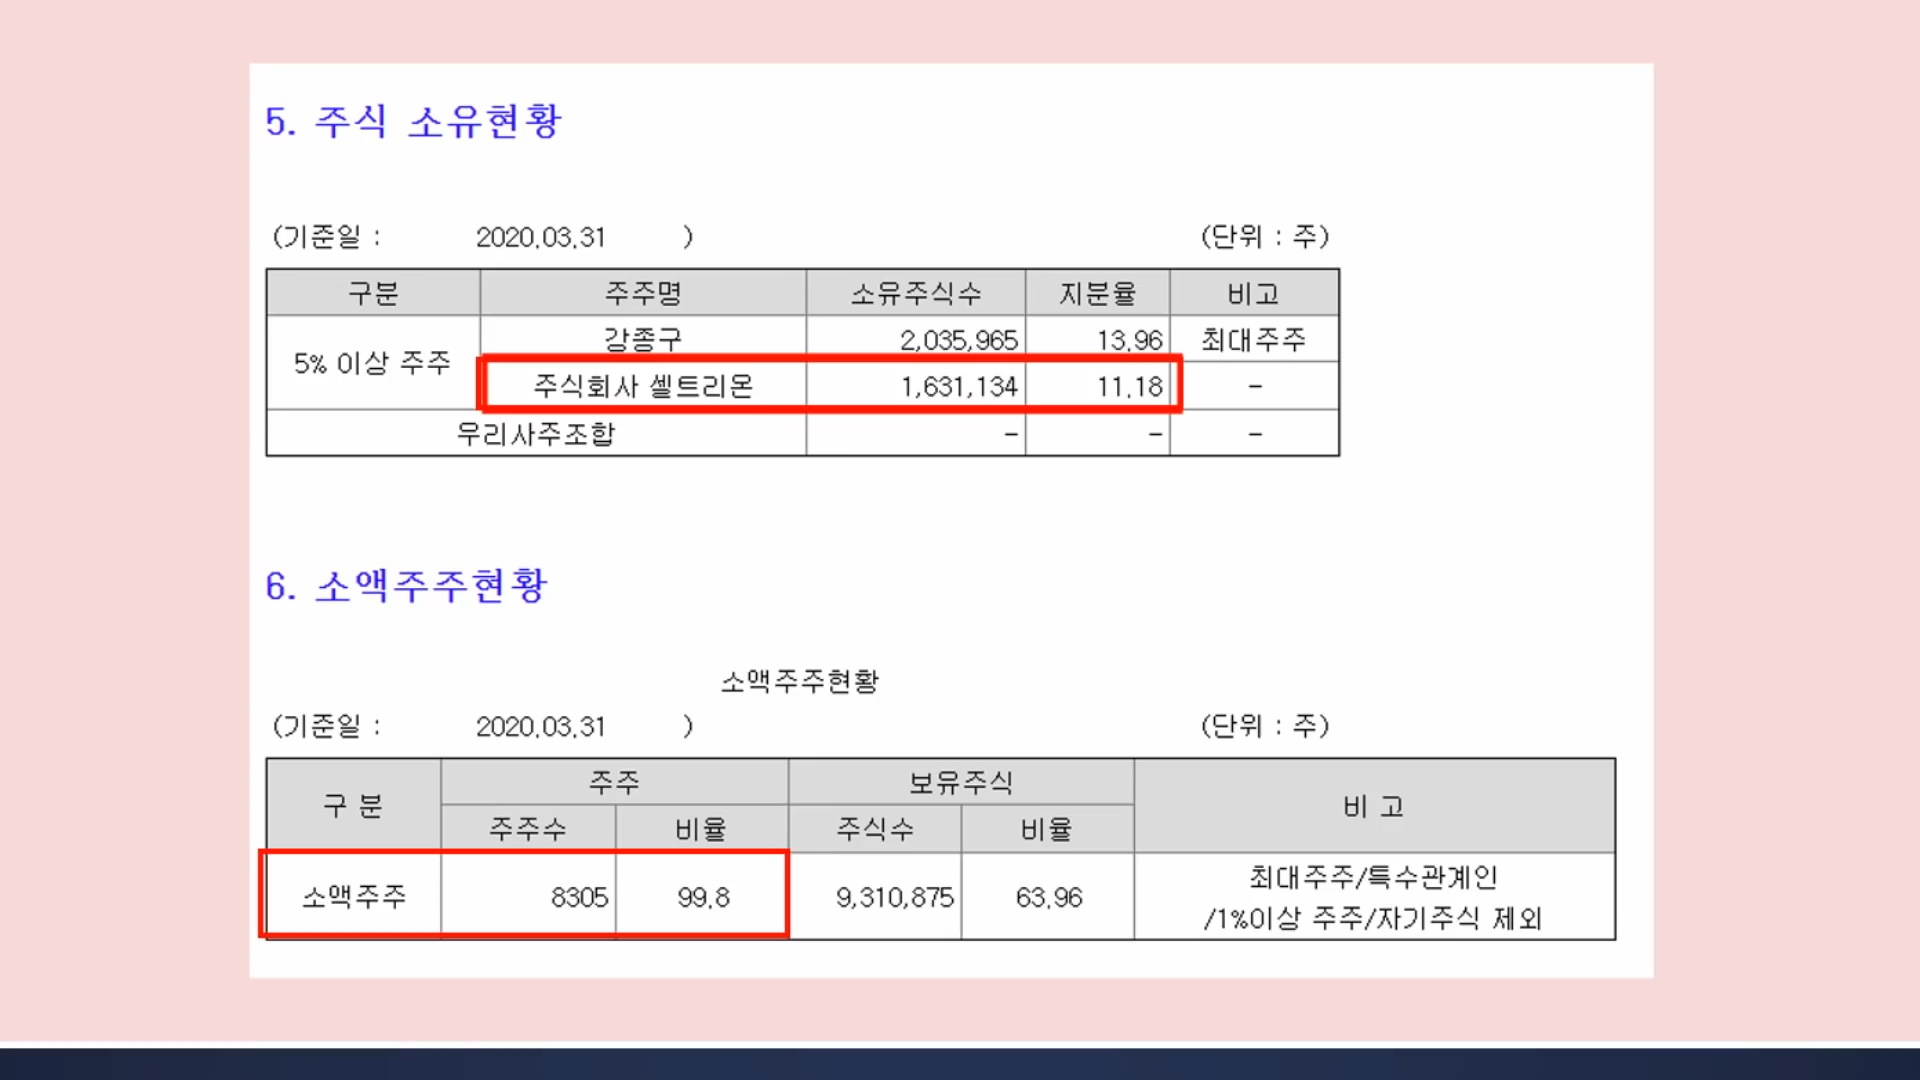 5. 주식 소유현황
(기준일 : 2020.03.31 ) (단위 : 주)
구분 주주명 소유주식수 지분율 비고
5% 이상 주주 강종구 2,035,965 13.96 최대주주
주식회사 셀트리온 1,631,134 11.18 -
우리사주조합 - - -
6. 소액주주현황
소액주주현황
(기준일 : 2020.03.31 ) (단위 : 주)
구 분 주주 보유주식 비 고
주주수 비율 주식수 비율
소액주주 8305 99.8 9,310,875 63.96 최대주주/특수관계인
/1%이상 주주/자기주식 제외